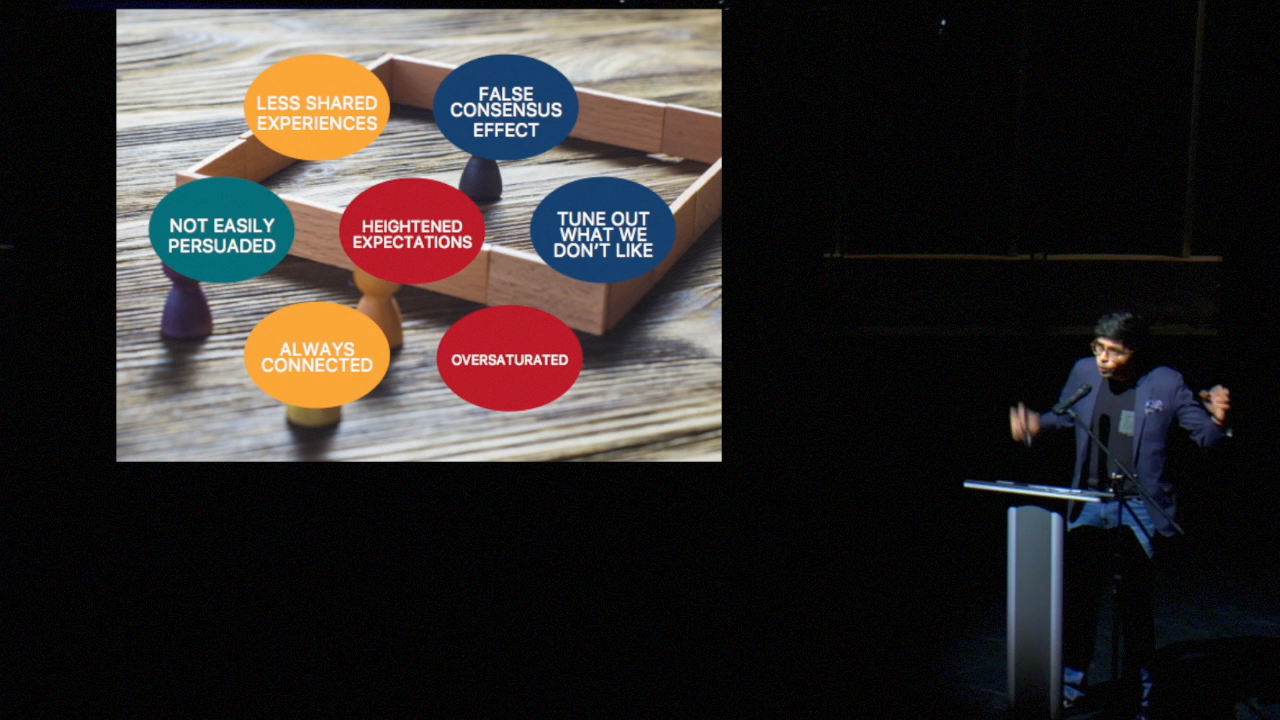 LESS SHARED
EXPERIENCES
FALSE
CONSENSUS
EFFECT
NOT EASILY
PERSUADED
HEIGHTENED
EXPECTATIONS
TUNE OUT
WHAT WE
DON'T LIKE
ALWAYS
CONNECTED
OVERSATURATED